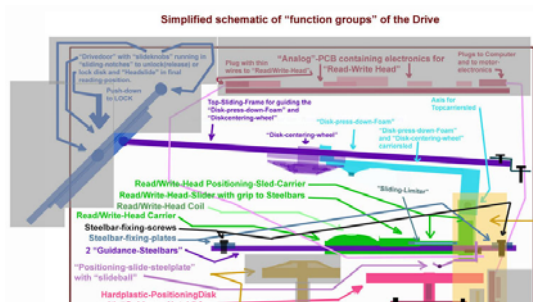 Simplified schematic of "function groups" of the Drive
"Drivedoor" with "slideknobs" running in
"sliding-notches" to unlock(release) or
lock disk and "Headslide" in final
reading-position.
Push-down
to LOCK
Plug with thin
wires to "Read/Write-Head"
"Analog"-PCB containing electronics for
"Read-Write Head"
Plugs to Computer
and to motor-
electronics
Top-Sliding-Frame for guiding the
"Disk-press-down-Foam" and
"Diskcentering-wheel"
"Disk-centering-wheel"
"Disk-press-down-Foam"
Axis for
Topcantersled
"Disk-press-down-Foam"
and "Disk-centering-wheel"
Read/Write-Head Positioning-Sled-Carrier
Read/Write-Head-Slider with grip to Steelbars
"Sliding-Limiter"
Read/Write-Head Coil
Read/Write-Head Carrier
Steelbar-fixing-screws
Steelbar-fixing-plates
2 "Guidance-Steelbars"
"Positioning-slide-steelplate"
with "slideball"
Hardplastic-PositioningDisk